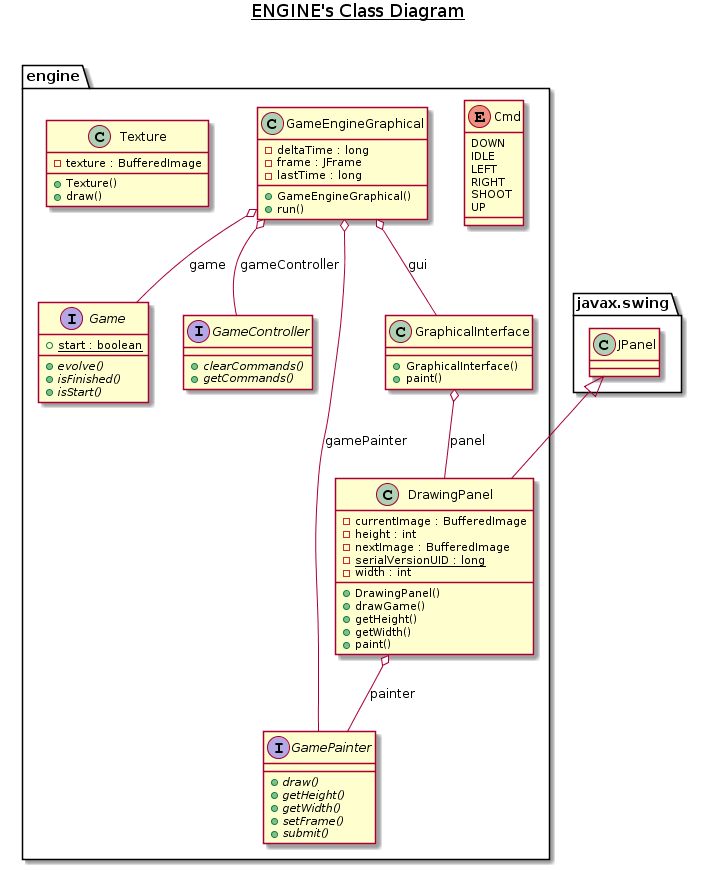 ENGINE's Class Diagram
engine
C Texture
texture : BufferedImage
Texture()
draw()
C GameEngineGraphical
deltaTime : long
frame : JFrame
lastTime : long
GameEngineGraphical()
run()
E Cmd
DOWN
IDLE
LEFT
RIGHT
SHOOT
UP
game
gameController
gui
I Game
start : boolean
evolve()
isFinished()
isStart()
I GameController
clearCommands()
getCommands()
C GraphicalInterface
GraphicalInterface()
paint()
javax.swing
C JPanel
gamePainter
panel
C DrawingPanel
currentImage : BufferedImage
height : int
nextImage : BufferedImage
serialVersionUID : long
width : int
DrawingPanel()
drawGame()
getHeight()
getWidth()
paint()
painter
I GamePainter
draw()
getHeight()
getWidth()
setFrame()
submit()